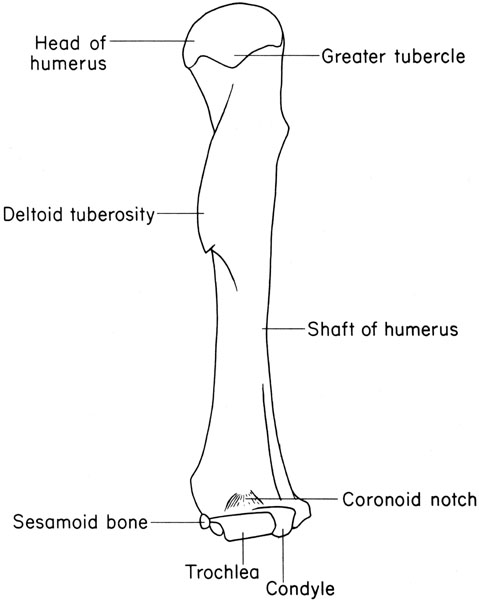 Head of
humerus
Greater tubercle
Deltoid tuberosity
Shaft of humerus
Coronoid notch
Sesamoid bone
Trochlea
Condyle